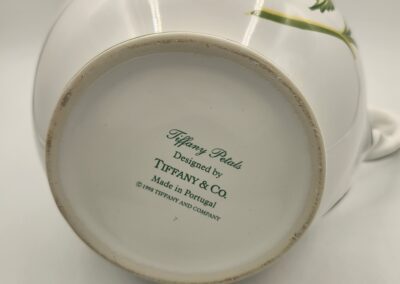 Tiffany Petals
Designed by
TIFFANY & CO.
Made in Portugal
© 1998 TIFFANY AND COMPANY